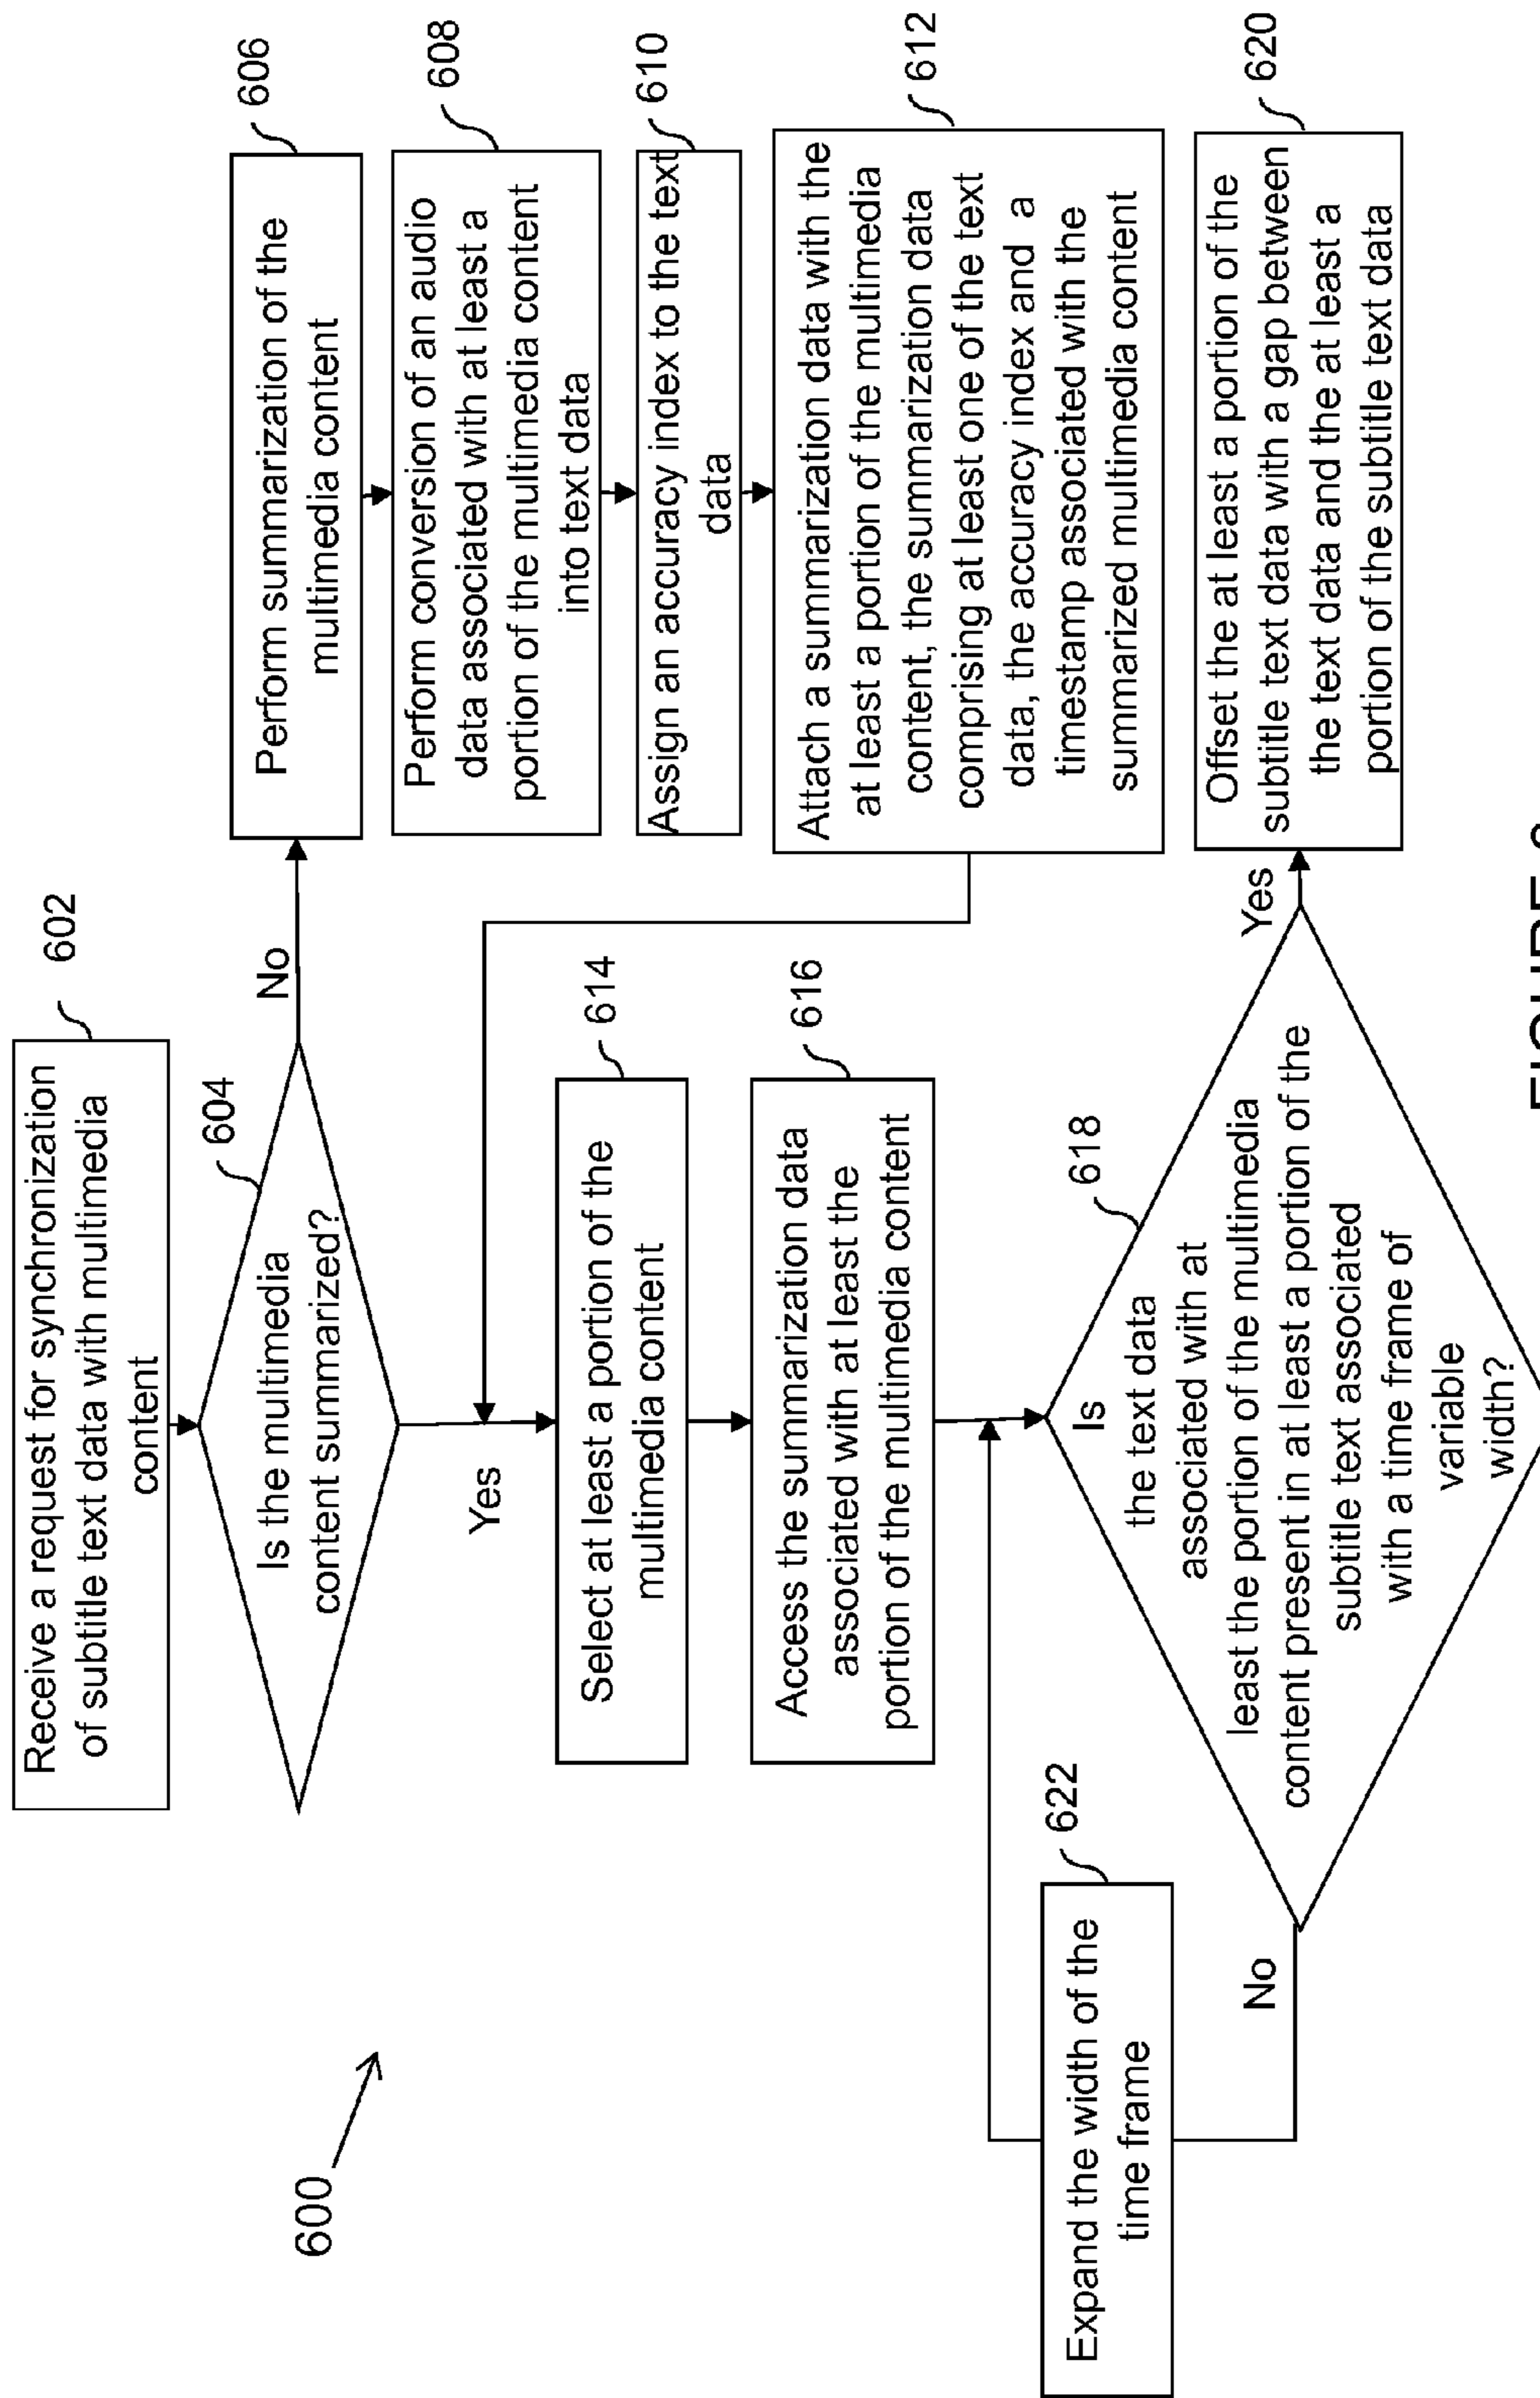 600
602
Receive a request for synchronization
of subtitle text data with multimedia
content
604
Is the multimedia
content summarized?
No
Yes
606
Perform summarization of the
multimedia content
608
Perform conversion of an audio
data associated with at least a
portion of the multimedia content
into text data
610
Assign an accuracy index to the text
data
612
Attach a summarization data with the
at least a portion of the multimedia
content, the summarization data
comprising at least one of the text
data, the accuracy index and a
timestamp associated with the
summarized multimedia content
614
Select at least a portion of the
multimedia content
616
Access the summarization data
associated with at least the
portion of the multimedia content
618
Is
the text data
associated with at
least the portion of the multimedia
content present in at least a portion of the
subtitle text associated
with a time frame of
variable
width?
Yes
No
620
Offset the at least a portion of the
subtitle text data with a gap between
the text data and the at least a
portion of the subtitle text data
622
Expand the width of the
time frame